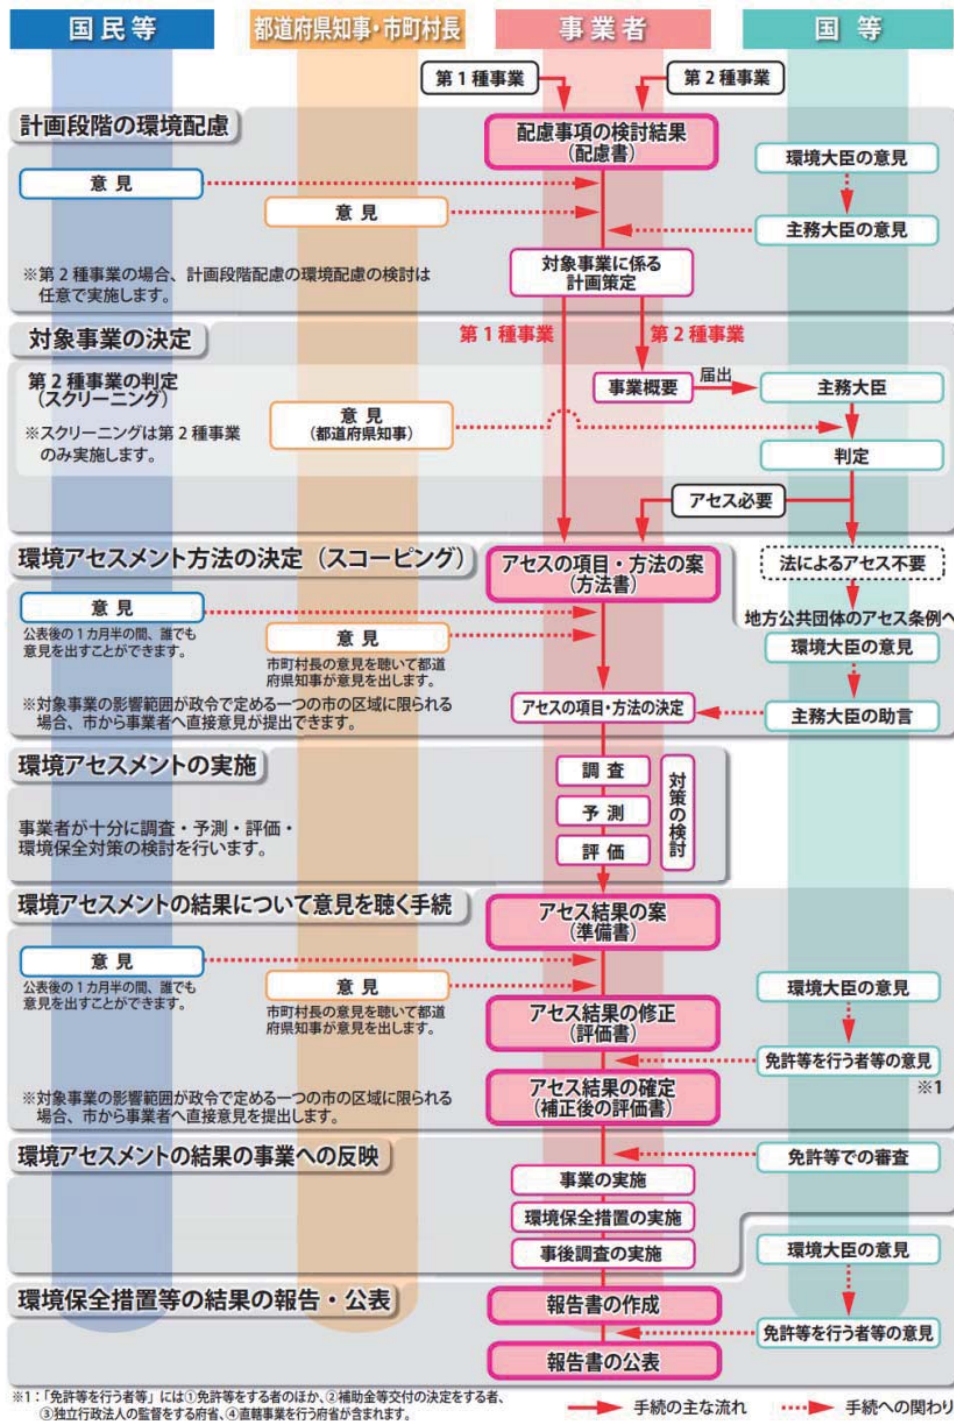 国民等
都道府県知事・市町村長
事業者
国等
第1種事業
第2種事業
計画段階の環境配慮
配慮事項の検討結果
(配慮書)
環境大臣の意見
意見
意見
主務大臣の意見
※第2種事業の場合、計画段階配慮の環境配慮の検討は
任意で実施します。
対象事業に係る
計画策定
対象事業の決定
第1種事業
第2種事業
第2種事業の判定
(スクリーニング)
※スクリーニングは第2種事業
のみ実施します。
意見
(都道府県知事)
事業概要
届出
主務大臣
判定
アセス必要
環境アセスメント方法の決定(スコーピング)
アセスの項目・方法の案
(方法書)
法によるアセス不要
地方公共団体のアセス条例へ
意見
公表後の1カ月半の間、誰でも
意見を出すことができます。
意見
市町村長の意見を聴いて都道
府県知事が意見を出します。
環境大臣の意見
※対象事業の影響範囲が政令で定める一つの市の区域に限られる
場合、市から事業者へ直接意見が提出できます。
アセスの項目・方法の決定
主務大臣の助言
環境アセスメントの実施
事業者が十分に調査・予測・評価・
環境保全対策の検討を行います。
調査
予測
評価
対策の検討
環境アセスメントの結果について意見を聴く手続
アセス結果の案
(準備書)
意見
公表後の1カ月半の間、誰でも
意見を出すことができます。
意見
市町村長の意見を聴いて都道
府県知事が意見を出します。
環境大臣の意見
アセス結果の修正
(評価書)
免許等を行う者等の意見
※1
※対象事業の影響範囲が政令で定める一つの市の区域に限られる
場合、市から事業者へ直接意見を提出します。
アセス結果の確定
(補正後の評価書)
環境アセスメントの結果の事業への反映
免許等での審査
事業の実施
環境保全措置の実施
事後調査の実施
環境大臣の意見
環境保全措置等の結果の報告・公表
報告書の作成
免許等を行う者等の意見
報告書の公表
※1:「免許等を行う者等」には①免許等をする者のほか、②補助金等交付の決定をする者、
③独立行政法人の監督をする府省、④直轄事業を行う府省が含まれます。
手続の主な流れ
手続への関わり